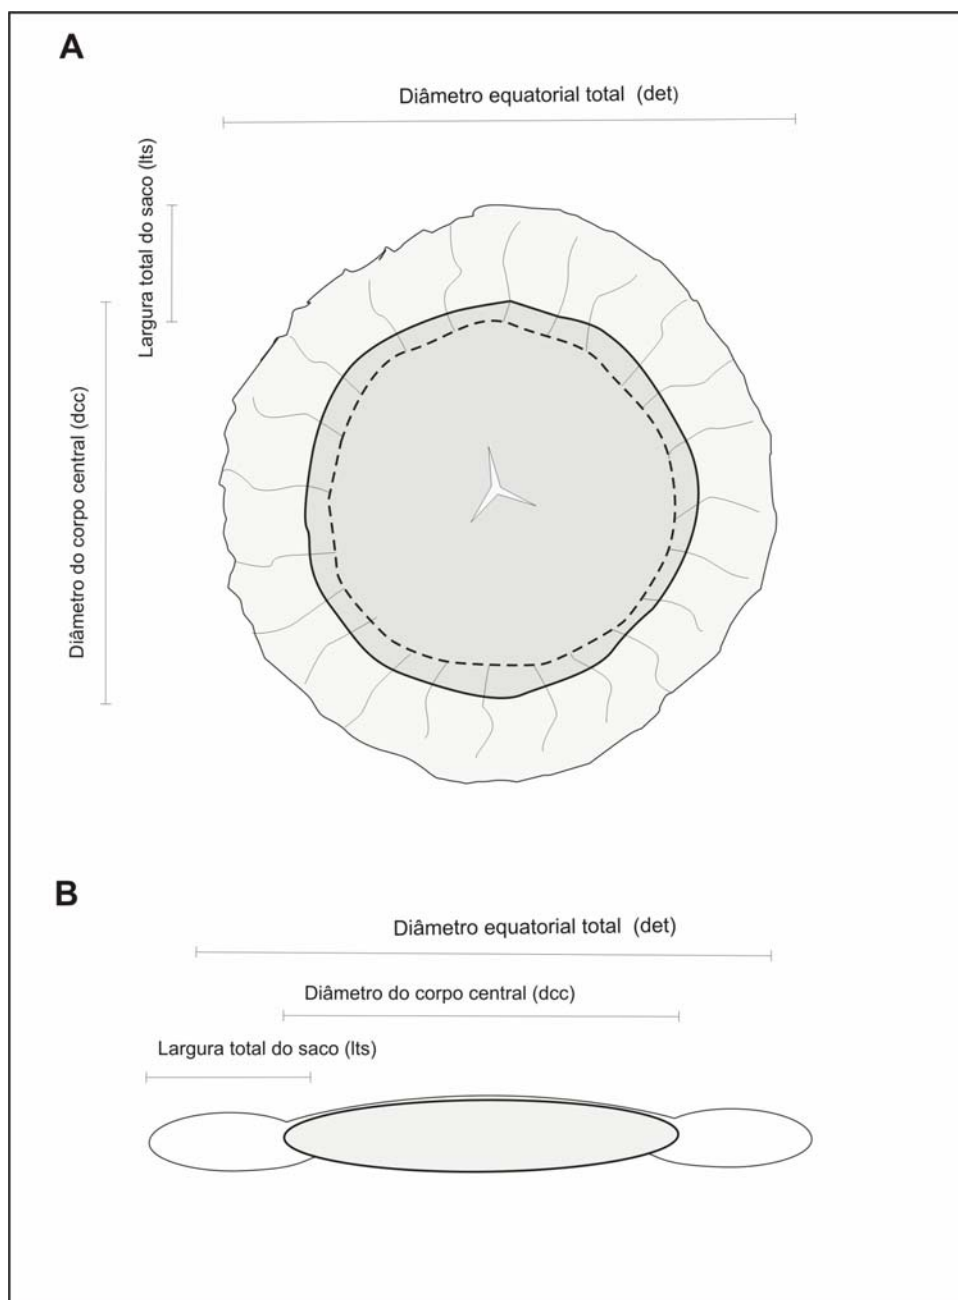 A
Diâmetro equatorial total (det)
Largura total do saco (lts)
Diâmetro do corpo central (dcc)
B
Diâmetro equatorial total (det)
Diâmetro do corpo central (dcc)
Largura total do saco (lts)